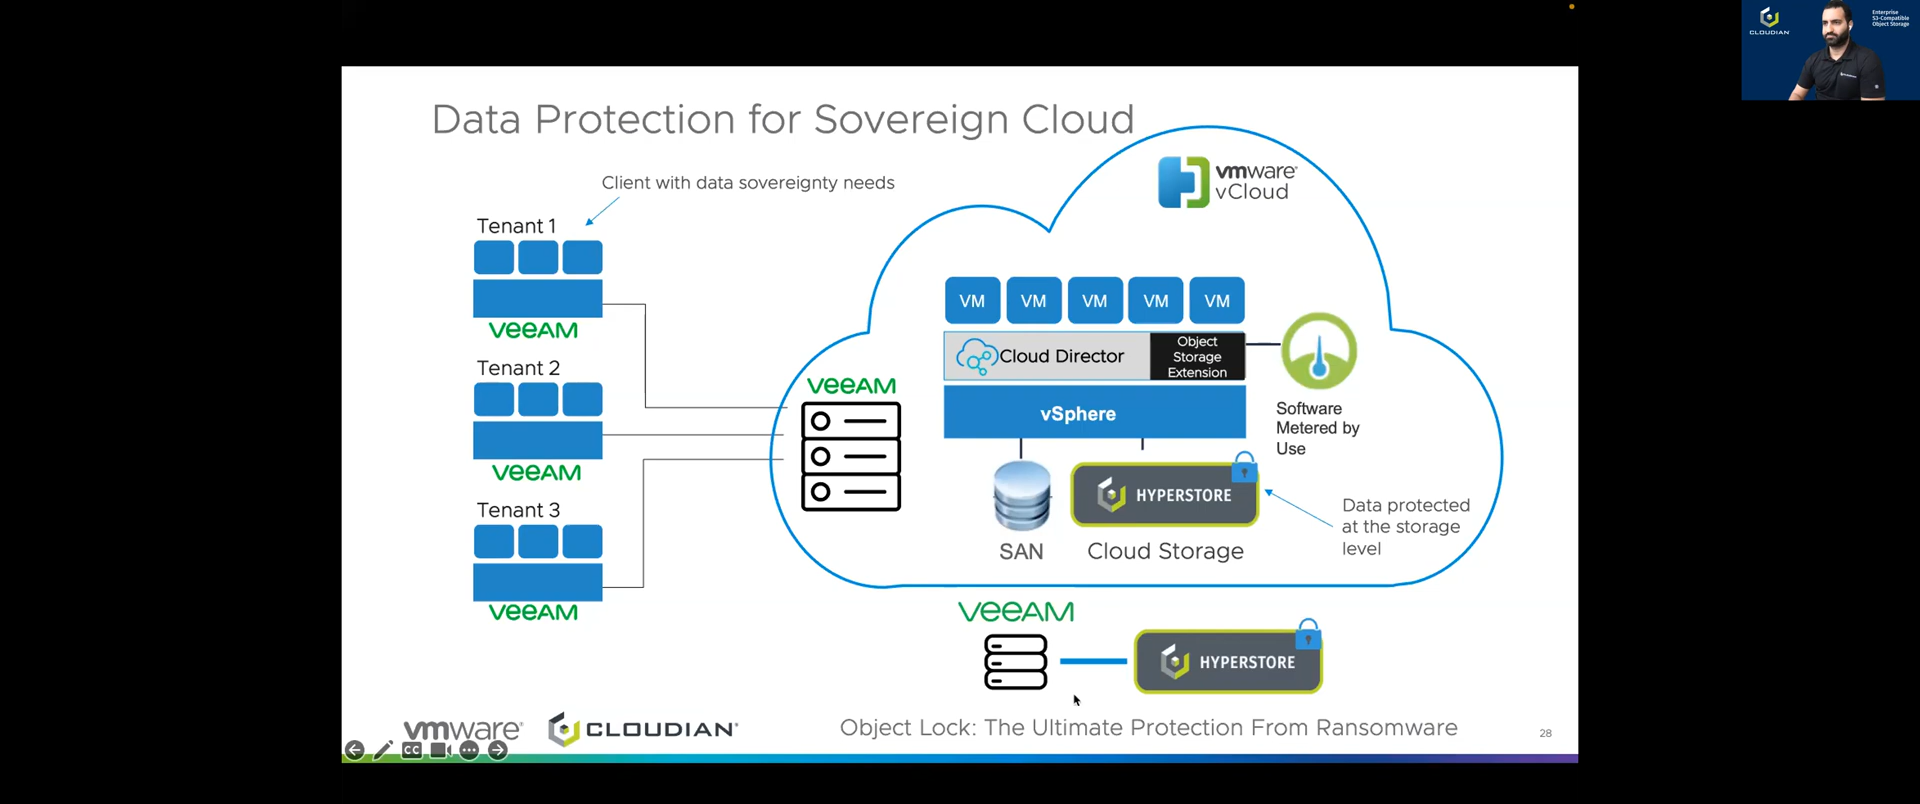 CLOUDIAN
Enterprise
S3-Compatible
Object Storage
Data Protection for Sovereign Cloud
Client with data sovereignty needs
vmware®
vCloud
Tenant 1
veeAM
Tenant 2
veeAM
Tenant 3
veeAM
veeAM
VM VM VM VM VM
Cloud Director
Object
Storage
Extension
vSphere
Software
Metered by
Use
HYPERSTORE
SAN
Cloud Storage
Data protected
at the storage
level
veeAM
HYPERSTORE
vmware®
CLOUDIAN®
Object Lock: The Ultimate Protection From Ransomware
28
CC